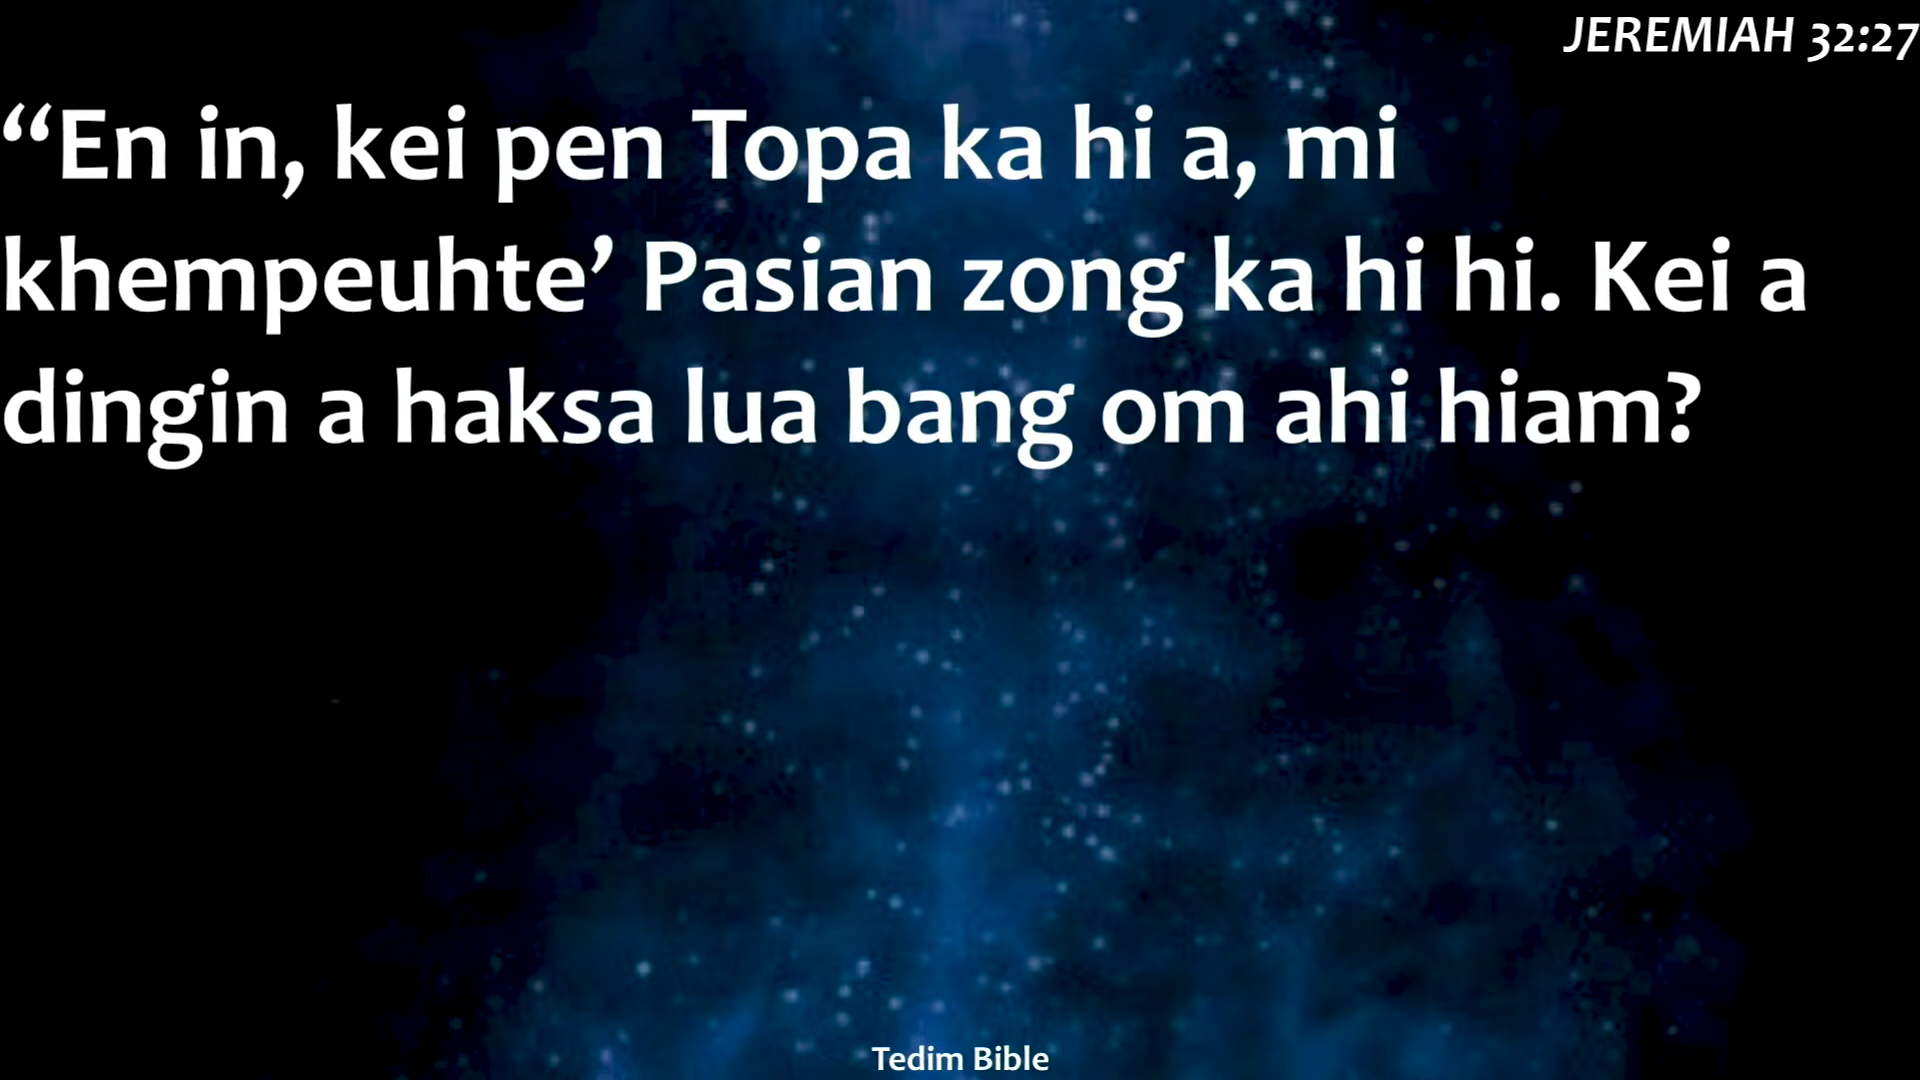 JEREMIAH 32:27
“En in, kei pen Topa ka hi a, mi
khempeuhte’ Pasian zong ka hi hi. Kei a
dingin a haksa lua bang om ahi hiam?
Tedim Bible